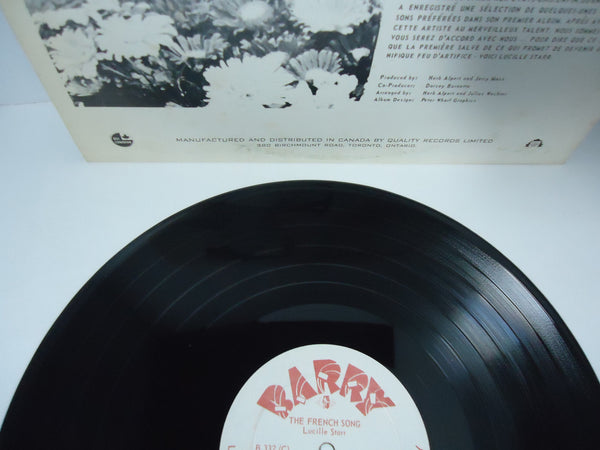 A ENREGISTRÉ UNE SÉLECTION DE QUELQUES-UNES
SONS PRÉFÉRÉES DANS SON PREMIER ALBUM. APRÈS
CETTE ARTISTE AU MERVEILLEUX TALENT, NOUS
VOUS SEREZ D'ACCORD AVEC NOUS ... POUR DIRE QUE
QUE LA PREMIÈRE SALVE DE CE QUI PROMET DE DEVENIR
NIFIQUE FEU D'ARTIFICE - VOICI LUCILLE STARR.
Produced by: Herb Alpert and Jerry Moss
Co-Producer: Dorsey Burnette
Arranged by: Herb Alpert and Julius Wechter
Album Design: Peter Whorf Graphics
MANUFACTURED AND DISTRIBUTED IN CANADA BY QUALITY RECORDS LIMITED
380 BIRCHMOUNT ROAD, TORONTO, ONTARIO.
BARRY
THE FRENCH SONG
Lucille Starr
B 332 (C)